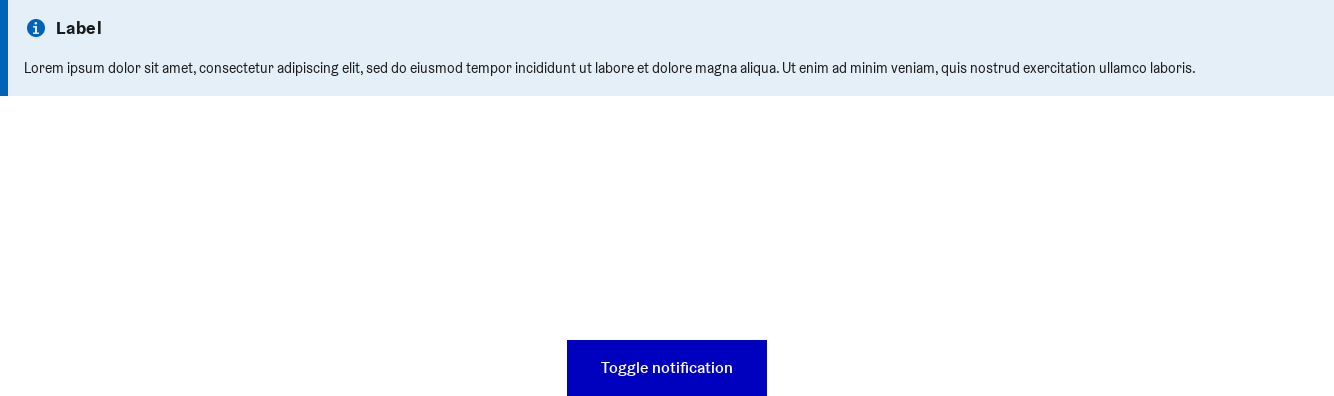 Label
Lorem ipsum dolor sit amet, consectetur adipiscing elit, sed do eiusmod tempor incididunt ut labore et dolore magna aliqua. Ut enim ad minim veniam, quis nostrud exercitation ullamco laboris.
Toggle notification